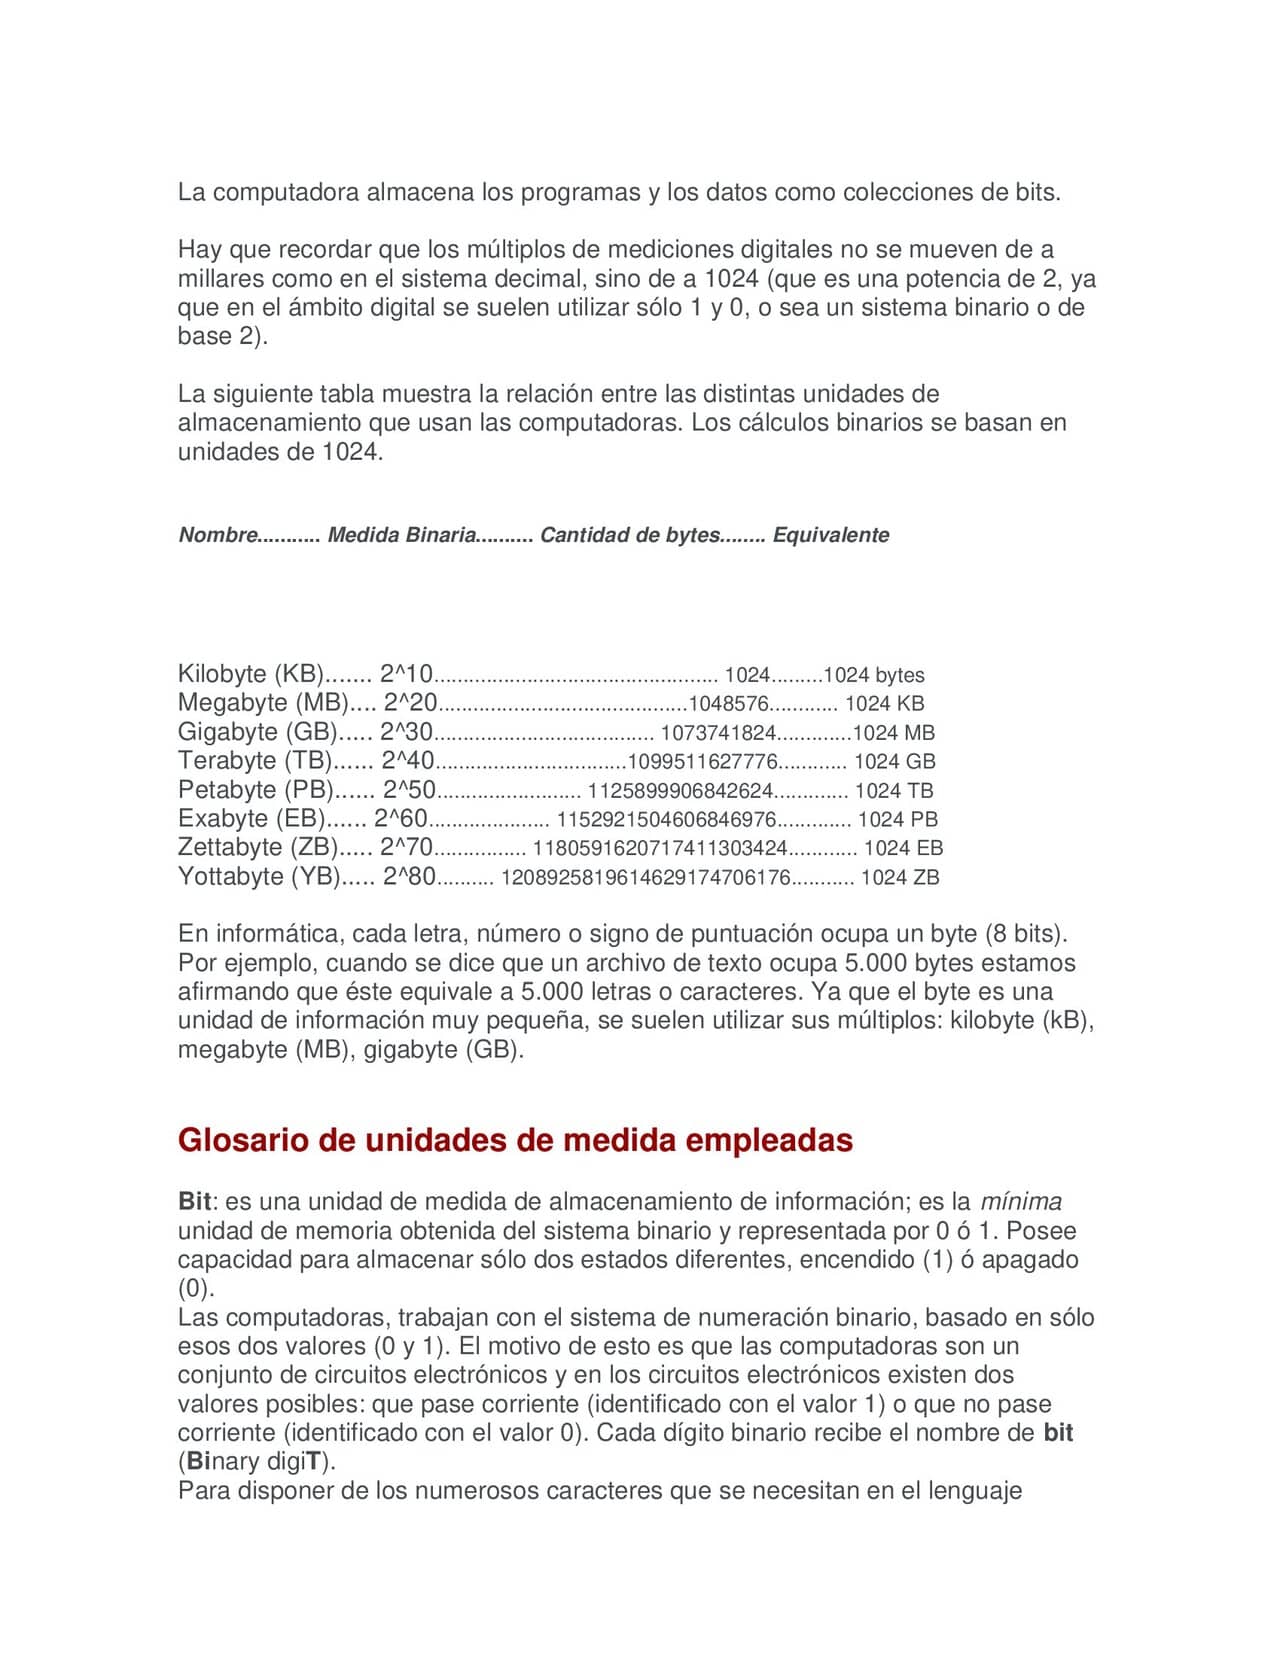 La computadora almacena los programas y los datos como colecciones de bits.
Hay que recordar que los múltiplos de mediciones digitales no se mueven de a
millares como en el sistema decimal, sino de a 1024 (que es una potencia de 2, ya
que en el ámbito digital se suelen utilizar sólo 1 y 0, o sea un sistema binario o de
base 2).
La siguiente tabla muestra la relación entre las distintas unidades de
almacenamiento que usan las computadoras. Los cálculos binarios se basan en
unidades de 1024.
Nombre........... Medida Binaria.......... Cantidad de bytes........ Equivalente
Kilobyte (KB)....... 2^10................................................. 1024.........1024 bytes
Megabyte (MB).... 2^20...........................................1048576............ 1024 KB
Gigabyte (GB)..... 2^30...................................... 1073741824.............1024 MB
Terabyte (TB)...... 2^40.................................1099511627776............ 1024 GB
Petabyte (PB)...... 2^50......................... 1125899906842624............. 1024 TB
Exabyte (EB)...... 2^60..................... 1152921504606846976............. 1024 PB
Zettabyte (ZB)..... 2^70................ 1180591620717411303424............ 1024 EB
Yottabyte (YB)..... 2^80.......... 1208925819614629174706176........... 1024 ZB
En informática, cada letra, número o signo de puntuación ocupa un byte (8 bits).
Por ejemplo, cuando se dice que un archivo de texto ocupa 5.000 bytes estamos
afirmando que éste equivale a 5.000 letras o caracteres. Ya que el byte es una
unidad de información muy pequeña, se suelen utilizar sus múltiplos: kilobyte (kB),
megabyte (MB), gigabyte (GB).
Glosario de unidades de medida empleadas
Bit: es una unidad de medida de almacenamiento de información; es la mínima
unidad de memoria obtenida del sistema binario y representada por 0 ó 1. Posee
capacidad para almacenar sólo dos estados diferentes, encendido (1) ó apagado
(0).
Las computadoras, trabajan con el sistema de numeración binario, basado en sólo
esos dos valores (0 y 1). El motivo de esto es que las computadoras son un
conjunto de circuitos electrónicos y en los circuitos electrónicos existen dos
valores posibles: que pase corriente (identificado con el valor 1) o que no pase
corriente (identificado con el valor 0). Cada dígito binario recibe el nombre de bit
(Binary digiT).
Para disponer de los numerosos caracteres que se necesitan en el lenguaje